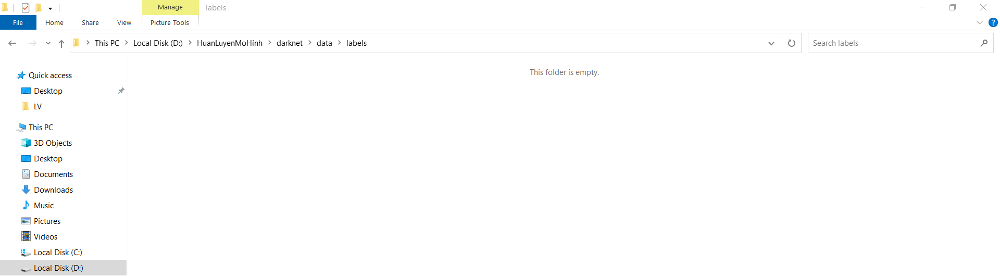 Manage
labels
File
Home
Share
View
Picture Tools
?
This PC
Local Disk (D:)
HuanLuyenMoHinh
darknet
data
labels
Search labels
This folder is empty.
Quick access
Desktop
LV
This PC
3D Objects
Desktop
Documents
Downloads
Music
Pictures
Videos
Local Disk (C:)
Local Disk (D:)